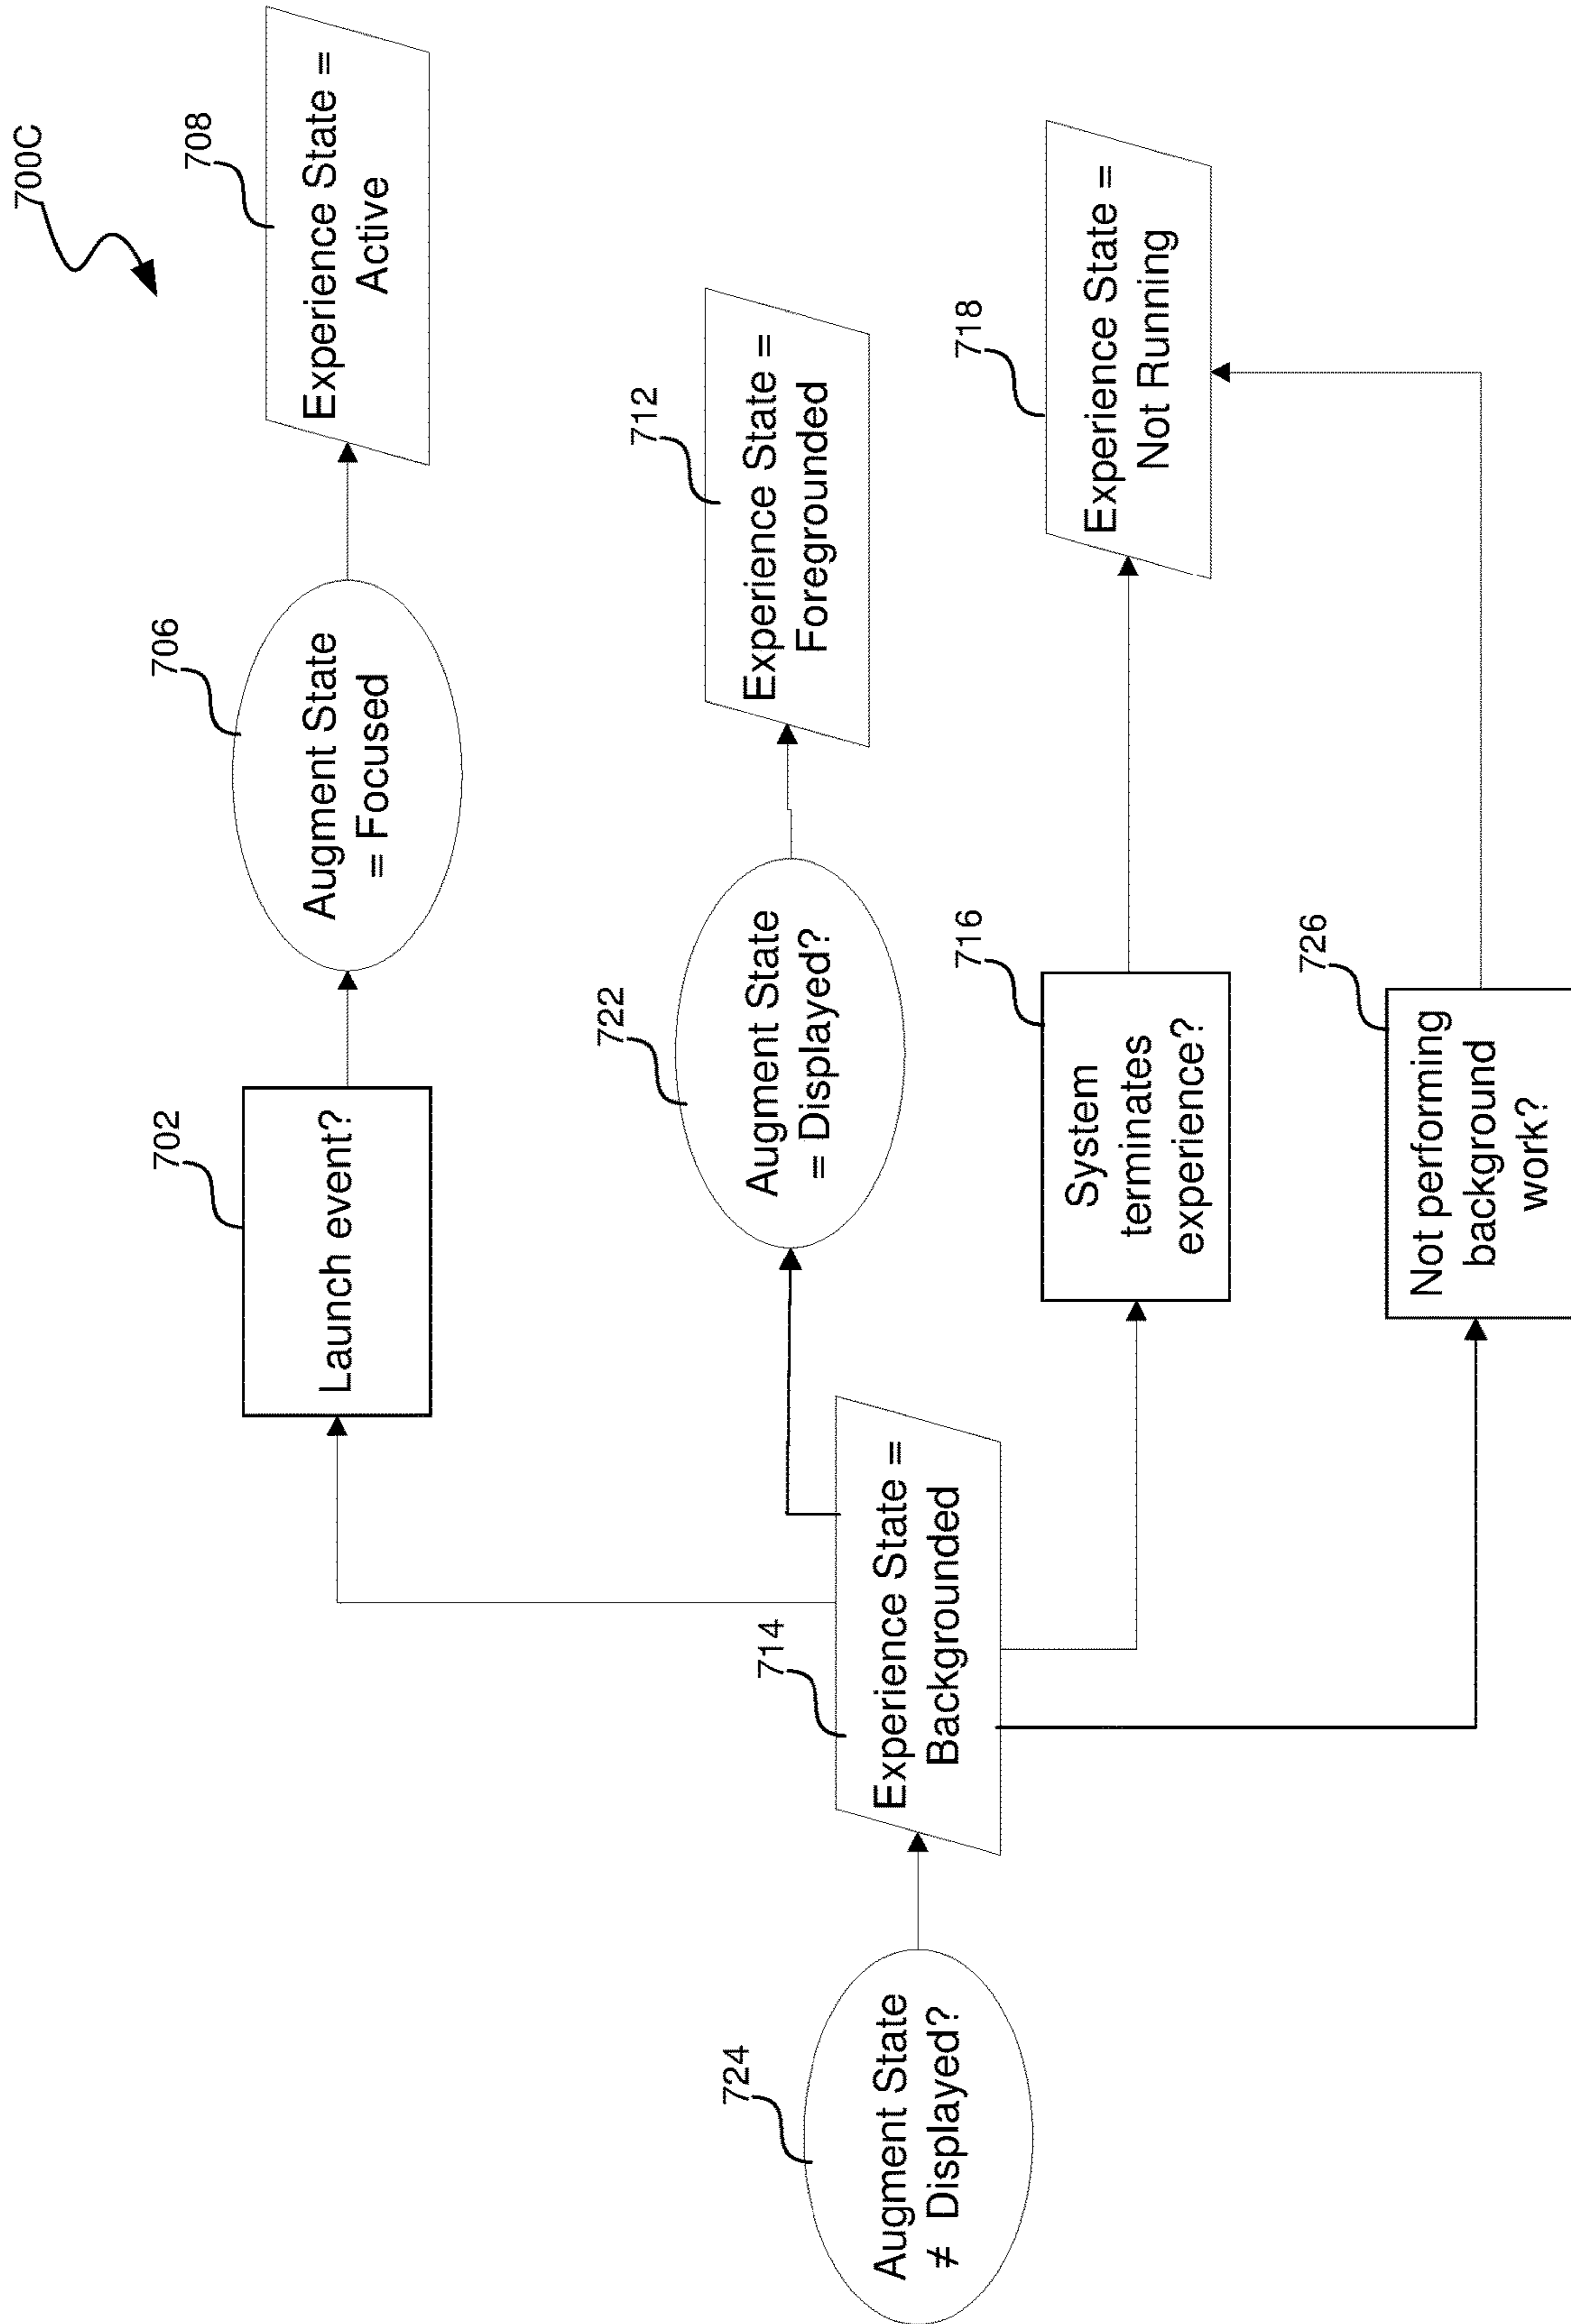 700C
702
Launch event?
706
Augment State
= Focused
708
Experience State =
Active
722
Augment State
= Displayed?
712
Experience State =
Foregrounded
724
Augment State
≠ Displayed?
714
Experience State =
Backgrounded
716
System
terminates
experience?
718
Experience State =
Not Running
726
Not performing
background
work?